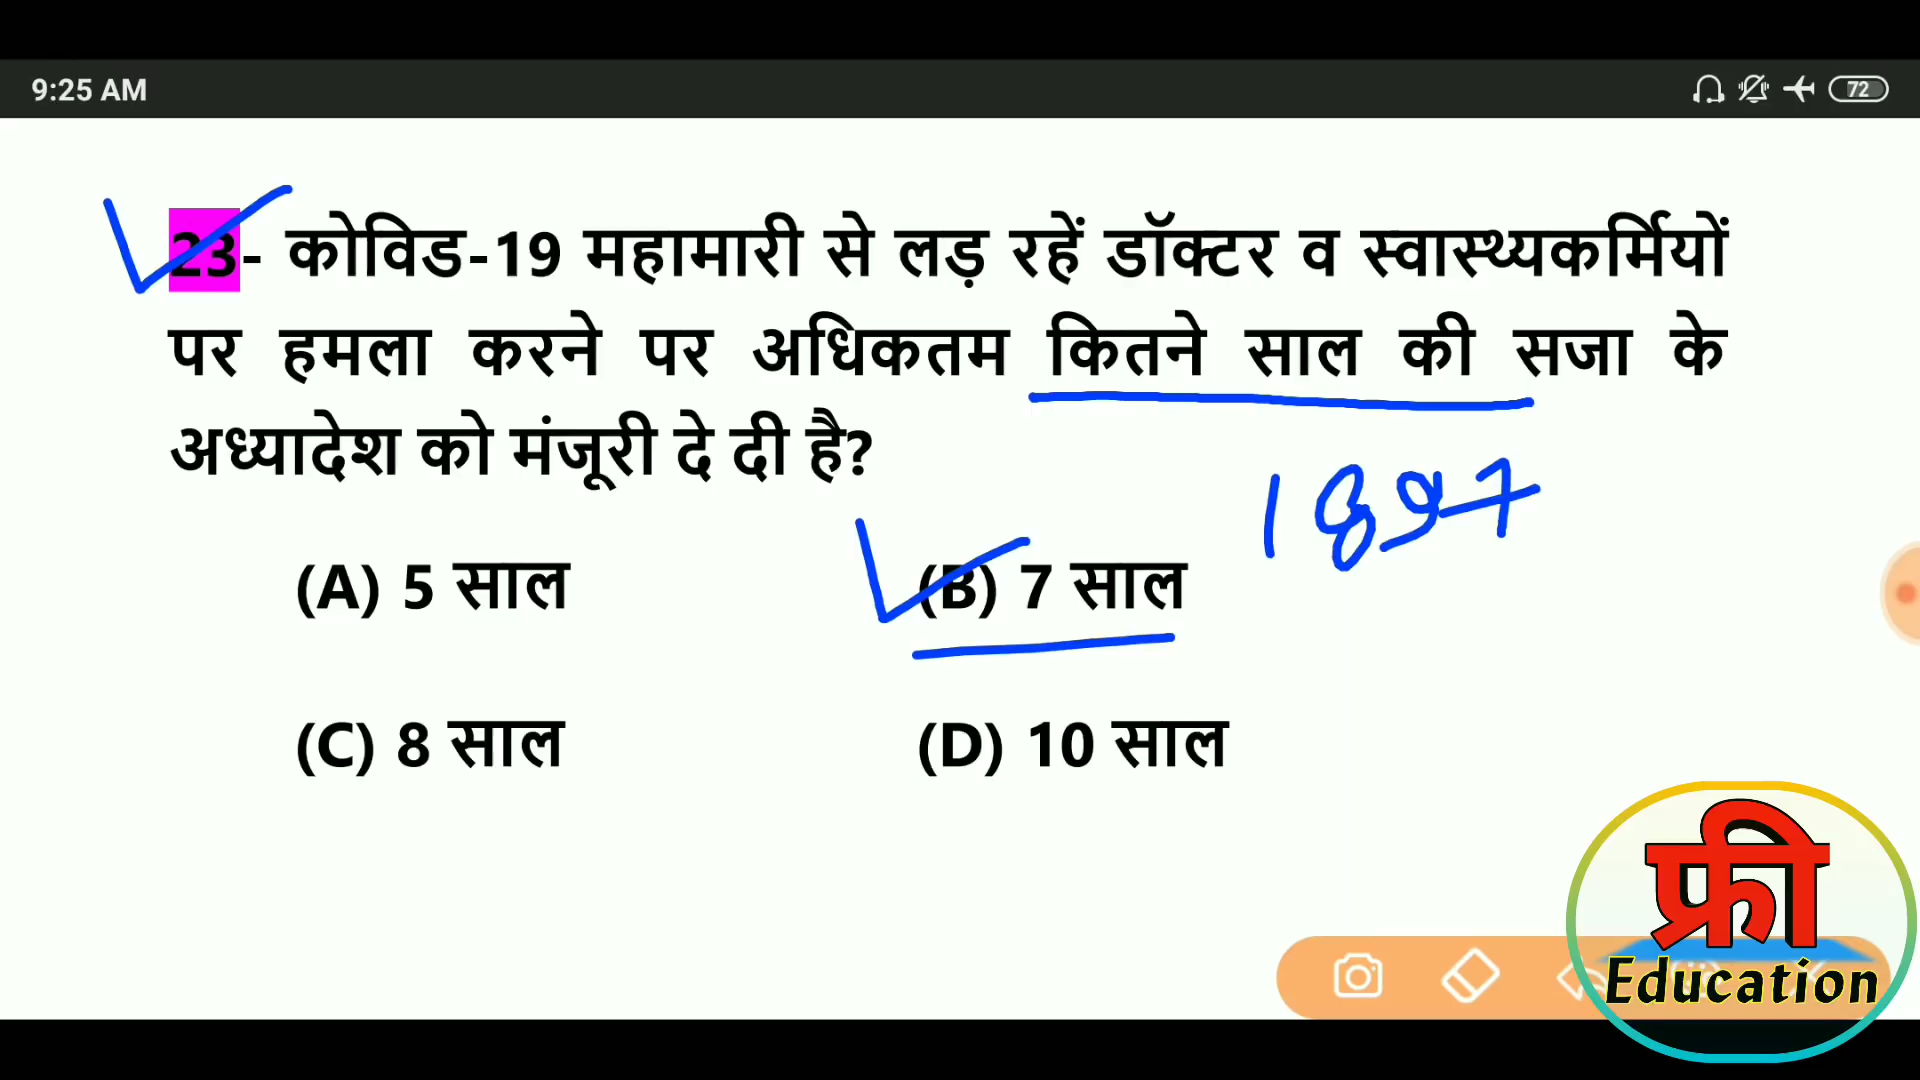 9:25 AM
72
23- कोविड-19 महामारी से लड़ रहें डॉक्टर व स्वास्थ्यकर्मियों
पर हमला करने पर अधिकतम कितने साल की सजा के
अध्यादेश को मंजूरी दे दी है?
1897
(A) 5 साल
(B) 7 साल
(C) 8 साल
(D) 10 साल
फ्री
Education